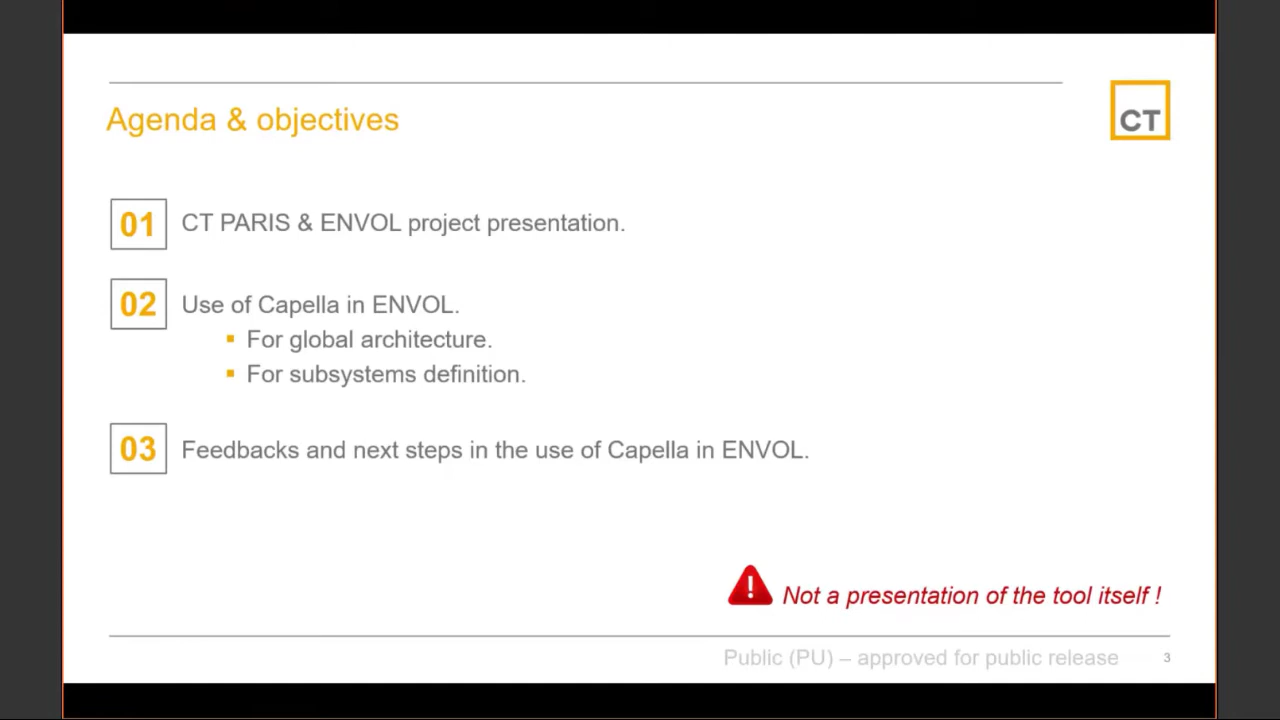 Agenda & objectives
CT
01 CT PARIS & ENVOL project presentation.
02 Use of Capella in ENVOL.
▪ For global architecture.
▪ For subsystems definition.
03 Feedbacks and next steps in the use of Capella in ENVOL.
! Not a presentation of the tool itself !
Public (PU) – approved for public release 3